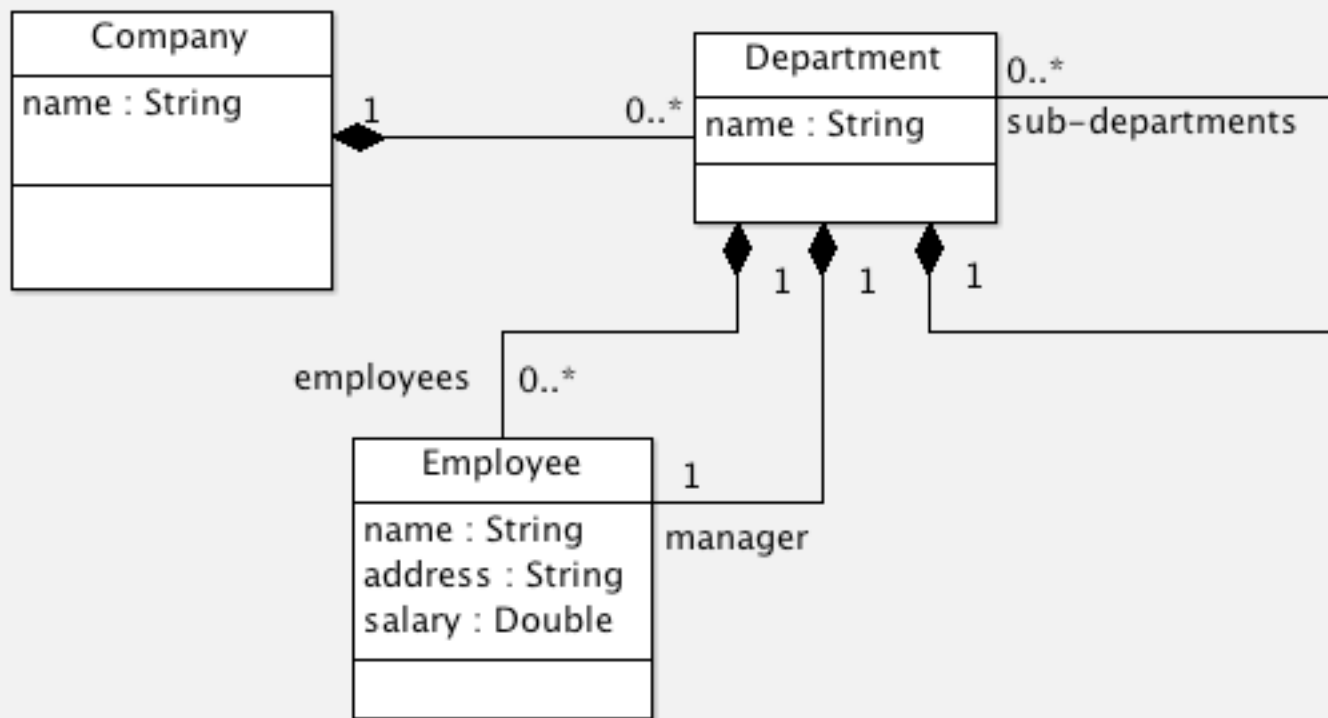 Company
name : String
1
0..*
Department
name : String
0..*
sub-departments
1
1
1
employees
0..*
Employee
name : String
address : String
salary : Double
1
manager